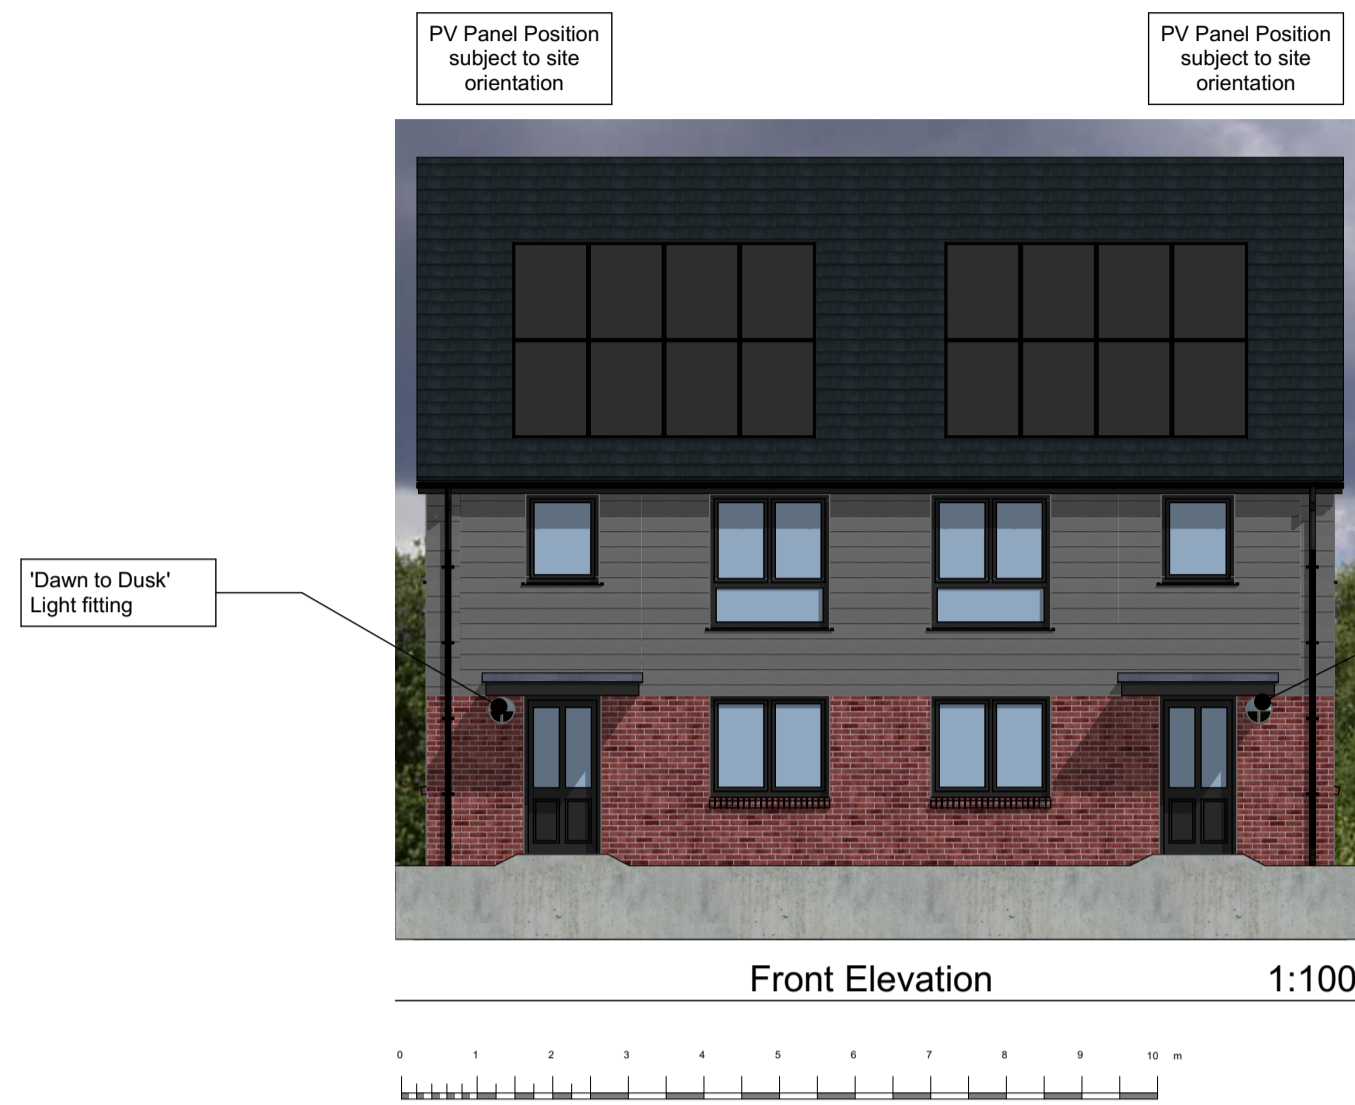 PV Panel Position
subject to site
orientation
PV Panel Position
subject to site
orientation
'Dawn to Dusk'
Light fitting
Front Elevation 1:100
0 1 2 3 4 5 6 7 8 9 10 m